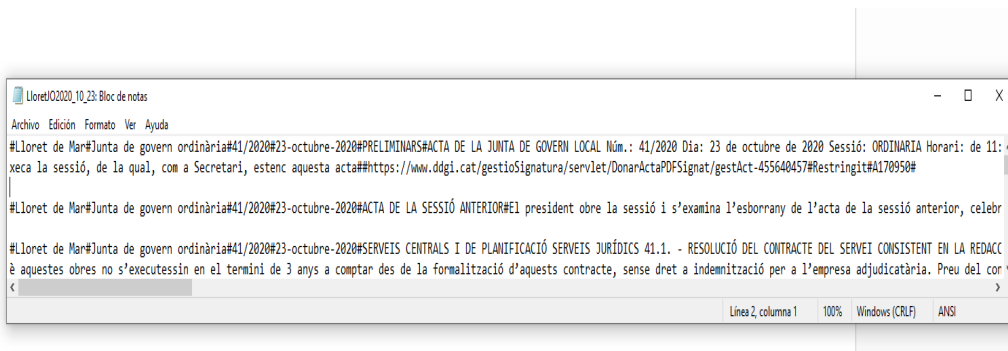 LloretJO2020_10_23: Bloc de notas
Archivo Edición Formato Ver Ayuda
#Lloret de Mar#Junta de govern ordinària#41/2020#23-octubre-2020#PRELIMINARS#ACTA DE LA JUNTA DE GOVERN LOCAL Núm.: 41/2020 Dia: 23 de octubre de 2020 Sessió: ORDINARIA Horari: de 11:
xeca la sessió, de la qual, com a Secretari, estenc aquesta acta##https://www.ddgi.cat/gestioSignatura/servlet/DonarActaPDFSignat/gestAct-455640457#Restringit#A170950#
#Lloret de Mar#Junta de govern ordinària#41/2020#23-octubre-2020#ACTA DE LA SESSIÓ ANTERIOR#El president obre la sessió i s’examina l’esborrany de l’acta de la sessió anterior, celebr
#Lloret de Mar#Junta de govern ordinària#41/2020#23-octubre-2020#SERVEIS CENTRALS I DE PLANIFICACIÓ SERVEIS JURÍDICS 41.1. - RESOLUCIÓ DEL CONTRACTE DEL SERVEI CONSISTENT EN LA REDACC
è aquestes obres no s’executessin en el termini de 3 anys a comptar des de la formalització d’aquests contracte, sense dret a indemnització per a l’empresa adjudicatària. Preu del con
Línea 2, columna 1 100% Windows (CRLF) ANSI